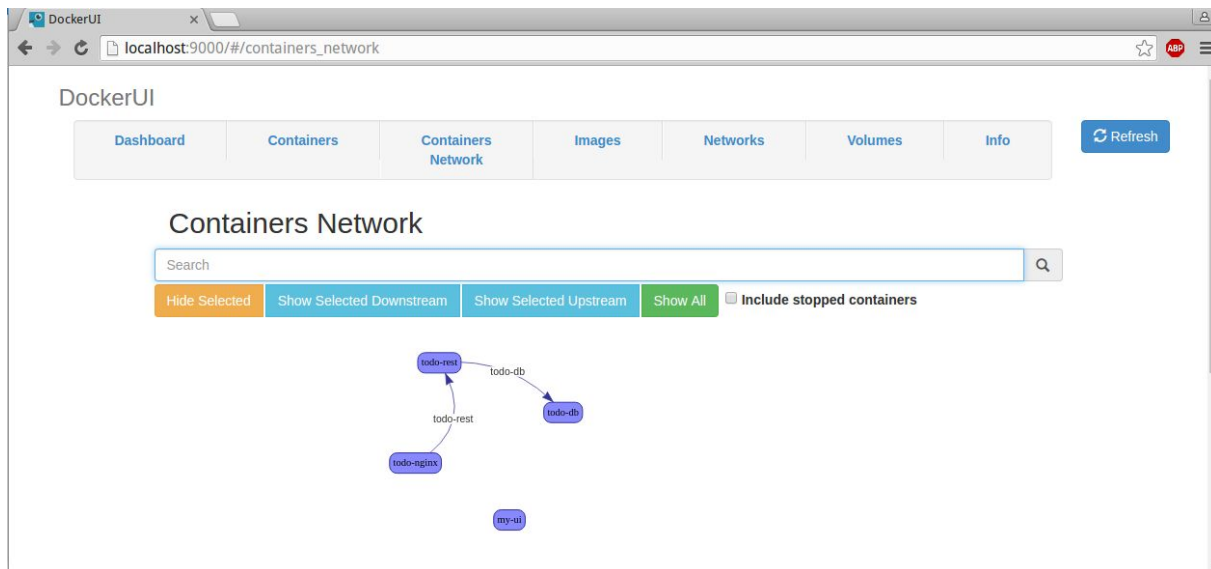 DockerUI
localhost:9000/#/containers_network
ABP
DockerUI
Dashboard
Containers
Containers
Network
Images
Networks
Volumes
Info
Refresh
Containers Network
Search
Hide Selected
Show Selected Downstream
Show Selected Upstream
Show All
Include stopped containers
todo-rest
todo-db
todo-db
todo-rest
todo-nginx
my-ui